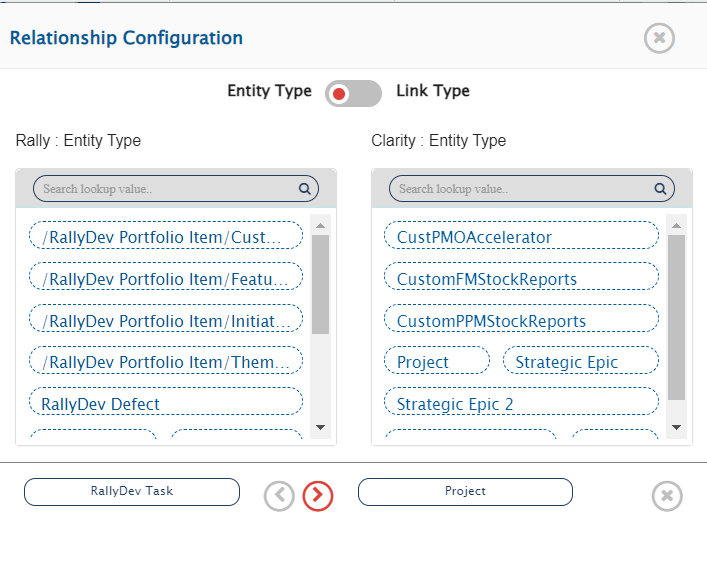 Relationship Configuration
Entity Type Link Type
Rally : Entity Type
Clarity : Entity Type
Search lookup value..
Search lookup value..
/RallyDev Portfolio Item/Cust...
/RallyDev Portfolio Item/Featu...
/RallyDev Portfolio Item/Initiat...
/RallyDev Portfolio Item/Them...
RallyDev Defect
CustPMOAccelerator
CustomFMStockReports
CustomPPMStockReports
Project Strategic Epic
Strategic Epic 2
RallyDev Task
Project